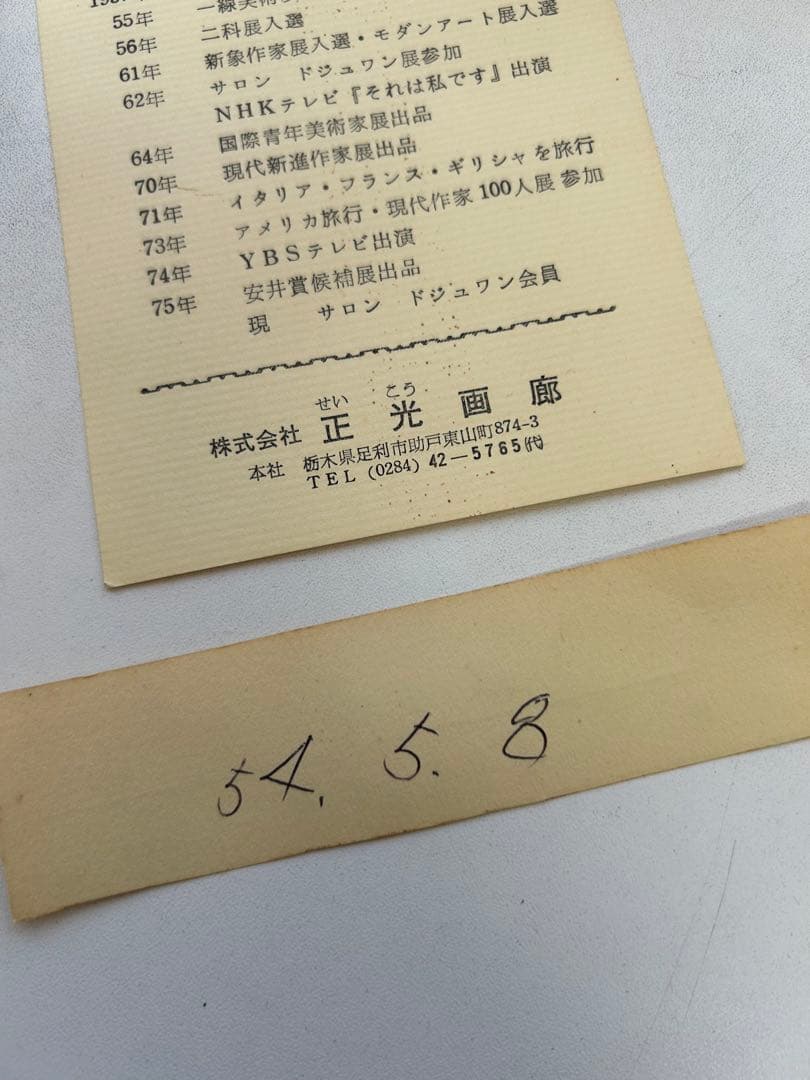 55年 一線美術
56年 二科展入選
61年 新象作家展入選・モダンアート展入選
62年 サロン ドジュワン展参加
NHKテレビ『それは私です』出演
64年 国際青年美術家展出品
70年 現代新進作家展出品
71年 イタリア・フランス・ギリシャを旅行
73年 アメリカ旅行・現代作家100人展 参加
74年 YBSテレビ出演
75年 安井賞候補展出品
現 サロン ドジュワン会員
せい こう
株式会社 正光画廊
本社 栃木県足利市助戸東山町874-3
TEL (0284) 42-5765(代)
54. 5. 8